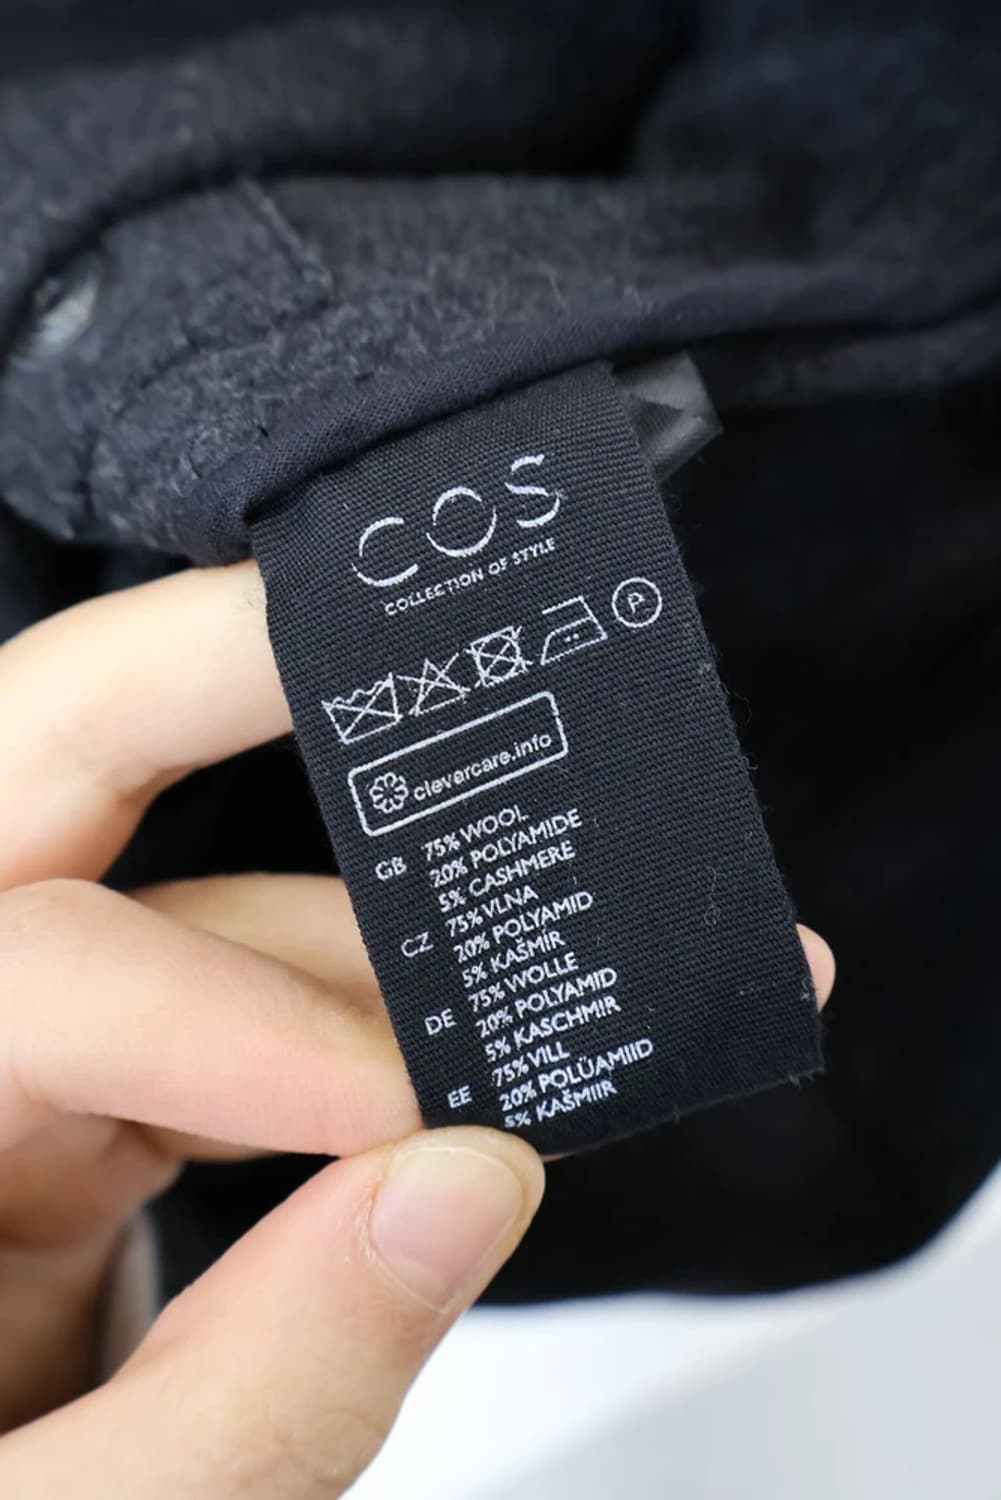 COS
COLLECTION OF STYLE
P
clevercare.info
GB 75% WOOL
20% POLYAMIDE
5% CASHMERE
CZ 75% VLNA
20% POLYAMID
5% KAŠMÍR
DE 75% WOLLE
20% POLYAMID
5% KASCHMIR
EE 75% VILL
20% POLÜAMIID
5% KAŠMIIR